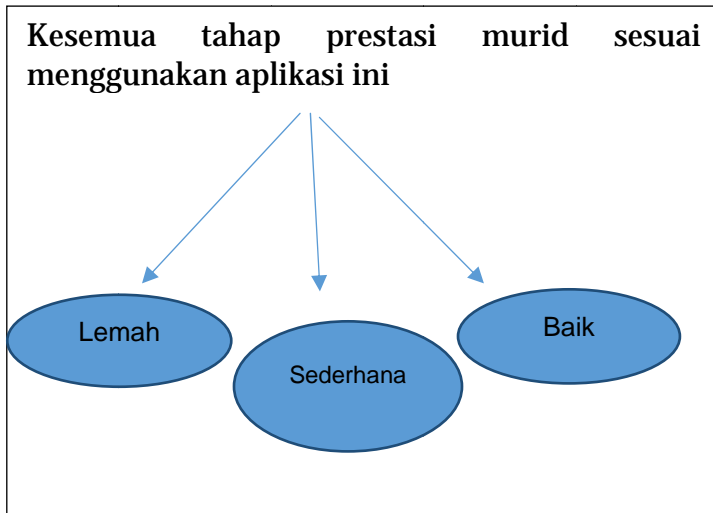 Kesemua tahap prestasi murid sesuai
menggunakan aplikasi ini
Lemah
Sederhana
Baik